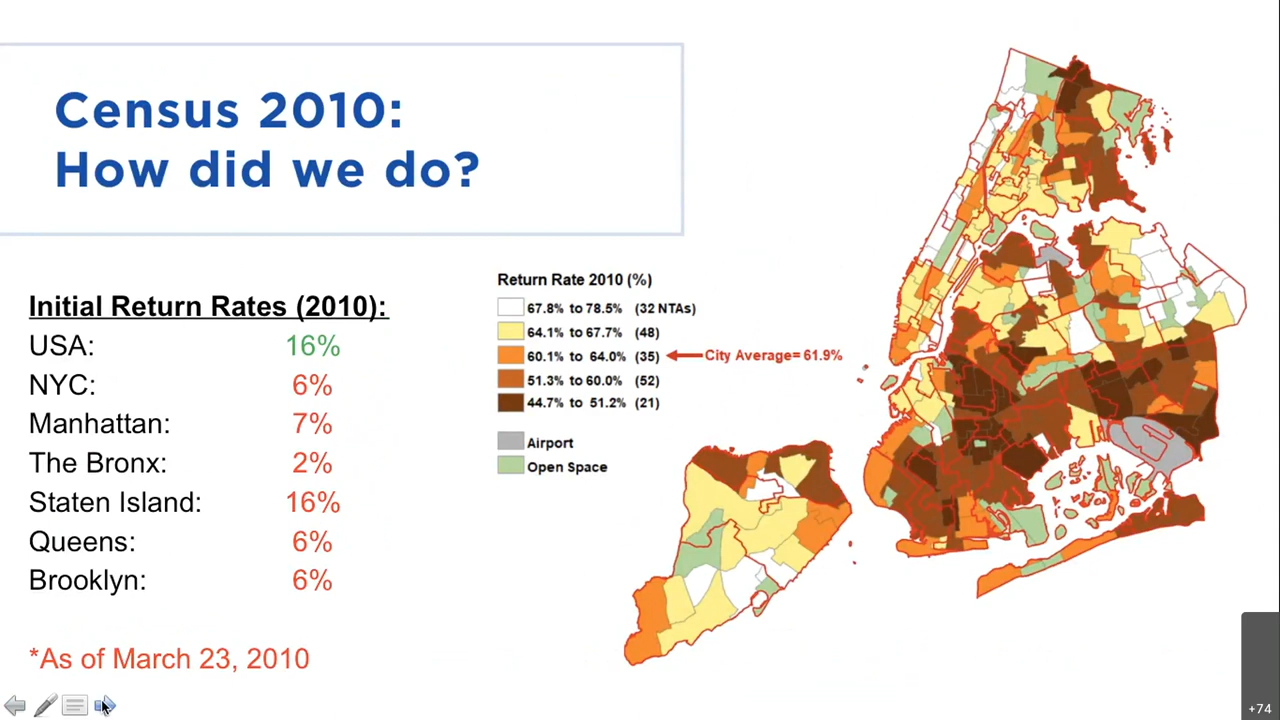 Census 2010:
How did we do?
Initial Return Rates (2010):
USA: 16%
NYC: 6%
Manhattan: 7%
The Bronx: 2%
Staten Island: 16%
Queens: 6%
Brooklyn: 6%
*As of March 23, 2010
Return Rate 2010 (%)
67.8% to 78.5% (32 NTAs)
64.1% to 67.7% (48)
60.1% to 64.0% (35) City Average= 61.9%
51.3% to 60.0% (52)
44.7% to 51.2% (21)
Airport
Open Space
+74